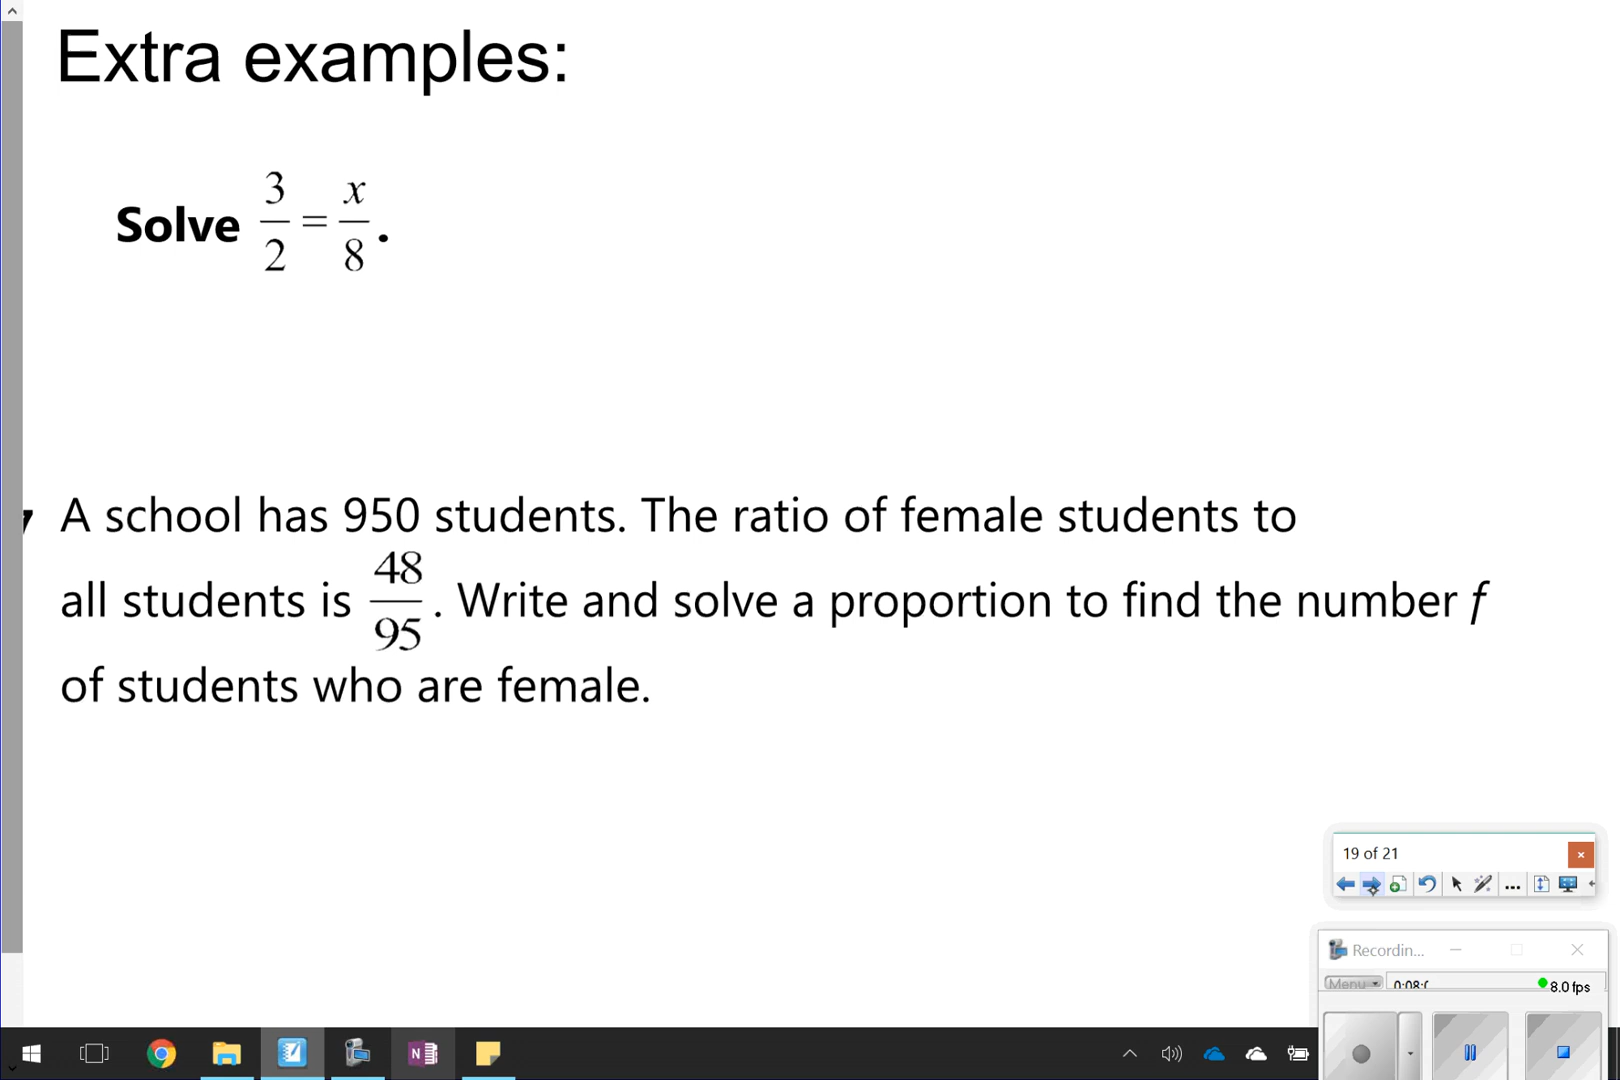 Extra examples:
Solve 3/2 = x/8.
A school has 950 students. The ratio of female students to
all students is 48/95. Write and solve a proportion to find the number f
of students who are female.
19 of 21
Recordin...
Menu
8.0 fps